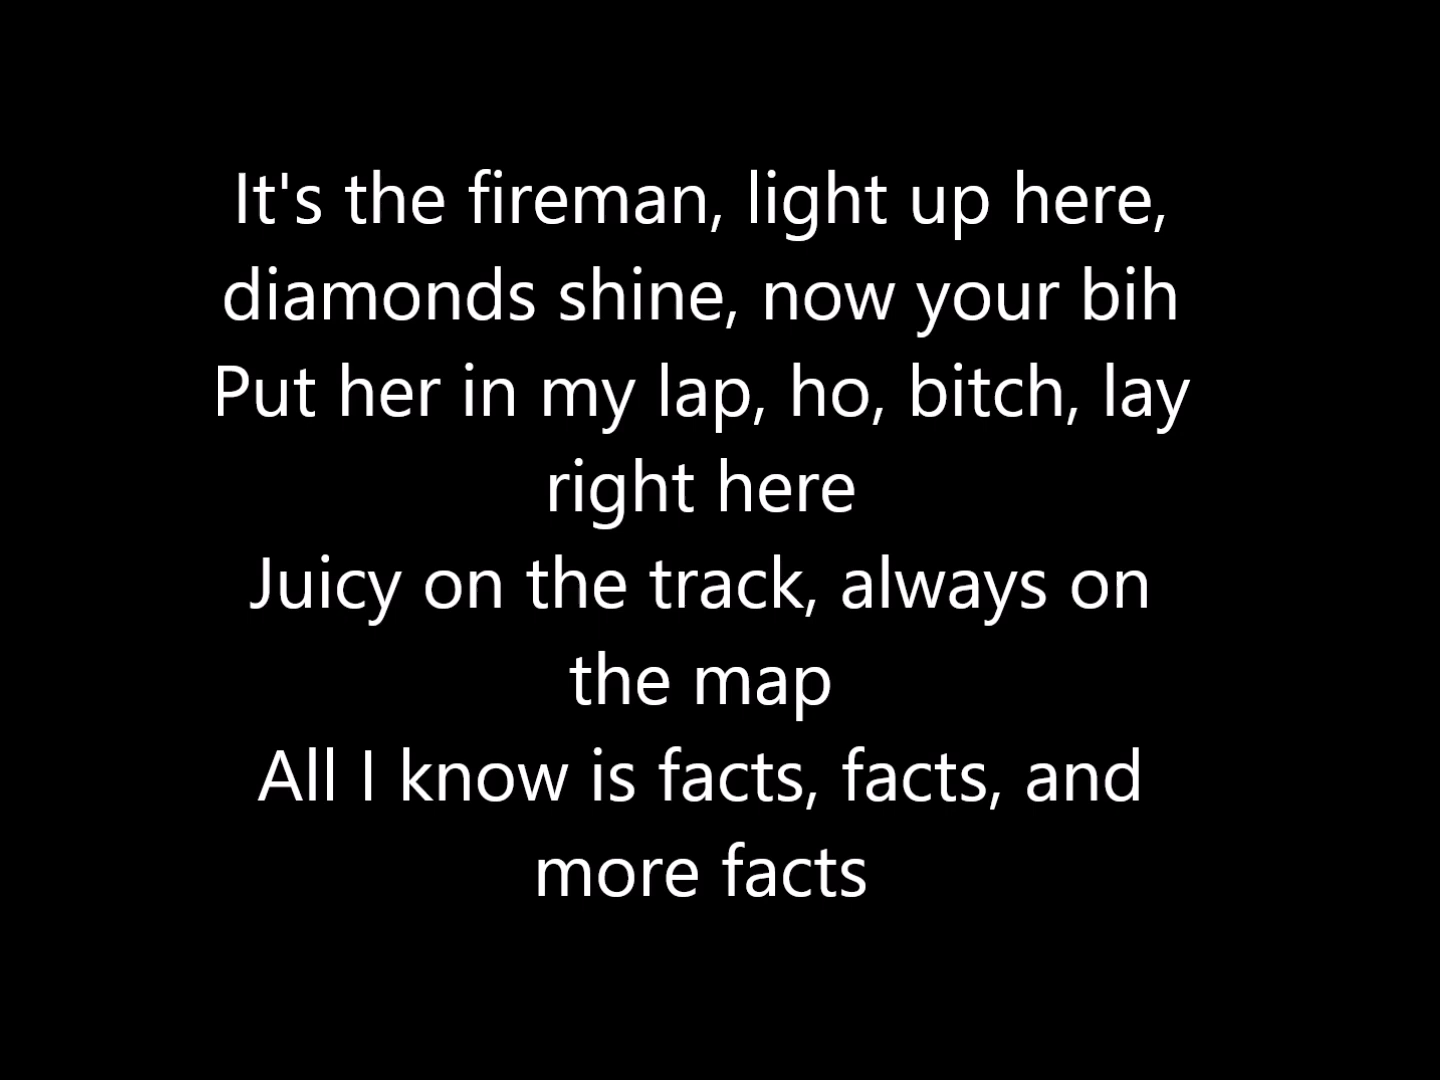 It's the fireman, light up here,
diamonds shine, now your bih
Put her in my lap, ho, bitch, lay
right here
Juicy on the track, always on
the map
All I know is facts, facts, and
more facts